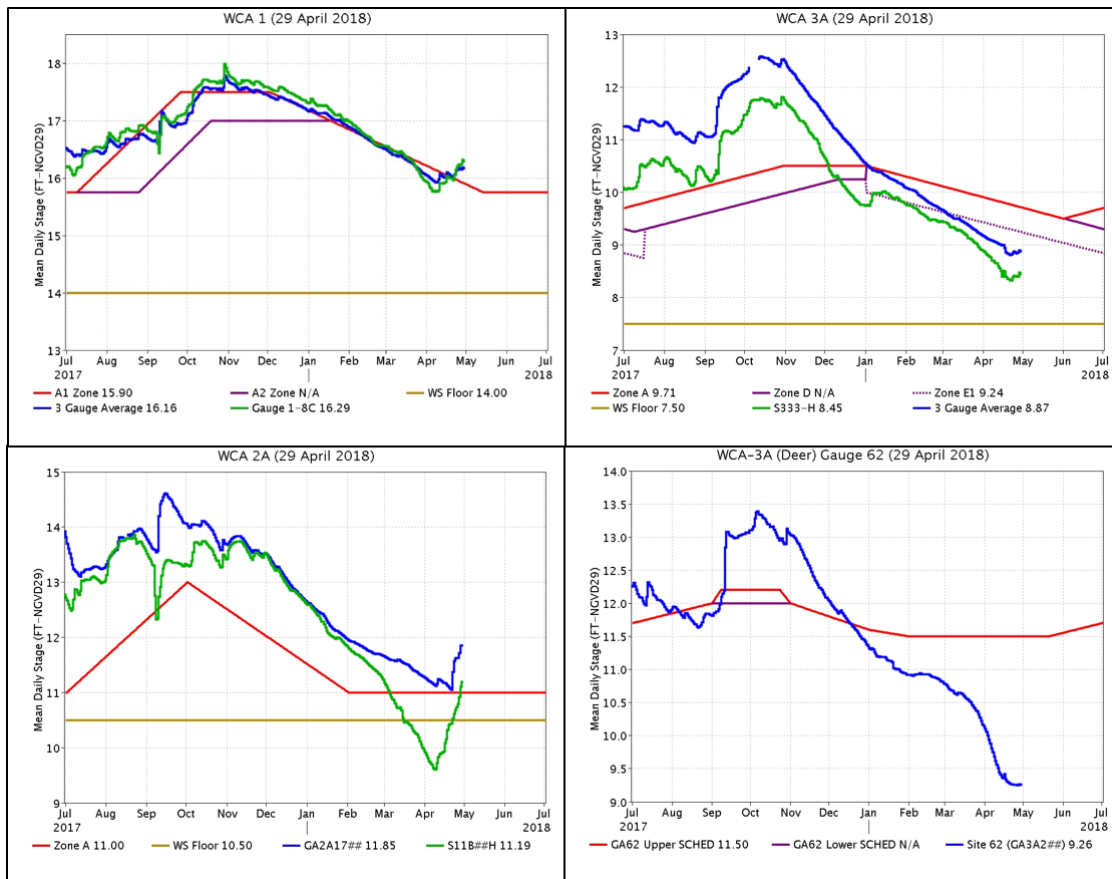 WCA 1 (29 April 2018)
Mean Daily Stage (FT-NGVD29)
18
17
16
15
14
13
Jul Aug Sep Oct Nov Dec Jan Feb Mar Apr May Jun Jul
2017 2018
A1 Zone 15.90 A2 Zone N/A WS Floor 14.00
3 Gauge Average 16.16 Gauge 1-8C 16.29
WCA 3A (29 April 2018)
Mean Daily Stage (FT-NGVD29)
13
12
11
10
9
8
7
Jul Aug Sep Oct Nov Dec Jan Feb Mar Apr May Jun Jul
2017 2018
Zone A 9.71 Zone D N/A Zone E1 9.24
WS Floor 7.50 S333-H 8.45 3 Gauge Average 8.87
WCA 2A (29 April 2018)
Mean Daily Stage (FT-NGVD29)
15
14
13
12
11
10
9
Jul Aug Sep Oct Nov Dec Jan Feb Mar Apr May Jun Jul
2017 2018
Zone A 11.00 WS Floor 10.50 GA2A17## 11.85 S11B##H 11.19
WCA-3A (Deer) Gauge 62 (29 April 2018)
Mean Daily Stage (FT-NGVD29)
14.0
13.5
13.0
12.5
12.0
11.5
11.0
10.5
10.0
9.5
9.0
Jul Aug Sep Oct Nov Dec Jan Feb Mar Apr May Jun Jul
2017 2018
GA62 Upper SCHED 11.50 GA62 Lower SCHED N/A Site 62 (GA3A2##) 9.26